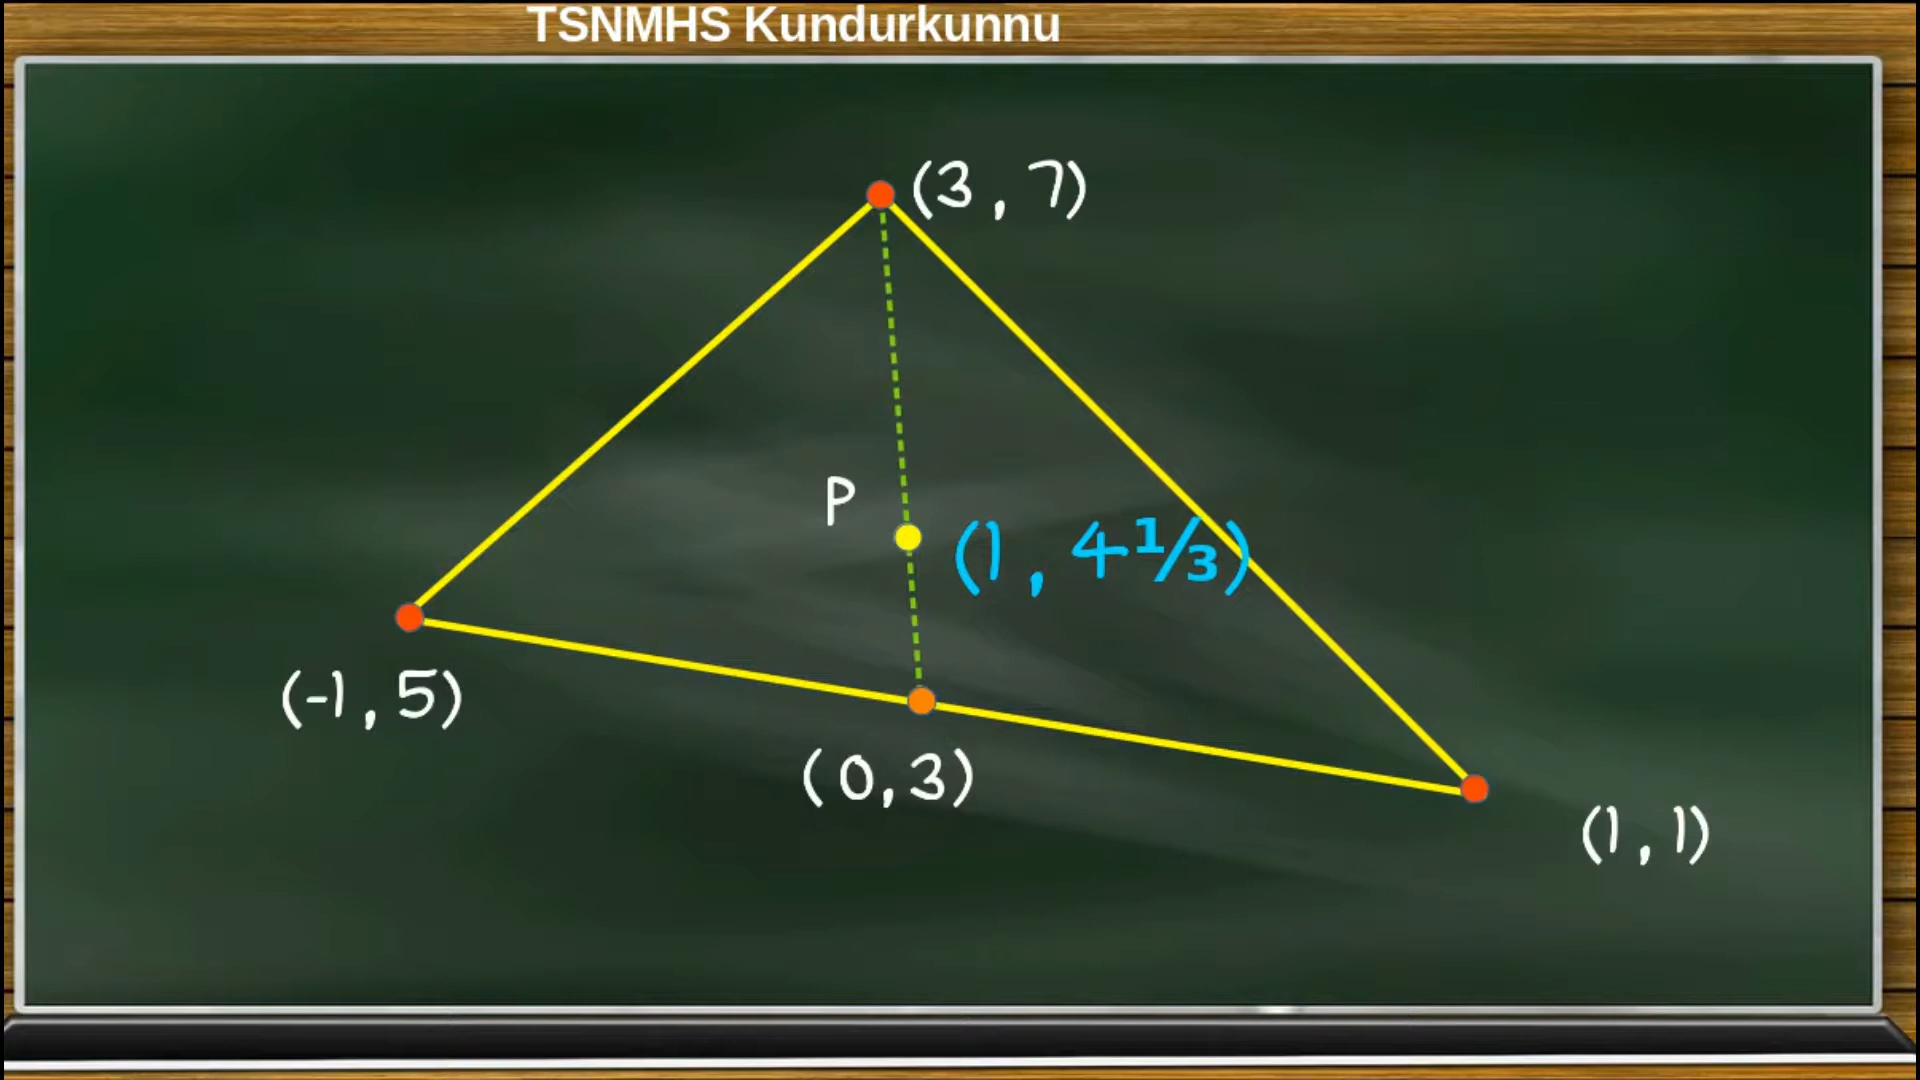 TSNMHS Kundurkunnu
(3 , 7)
P
(1 , 4⅓)
(-1 , 5)
( 0,3)
(1 , 1)